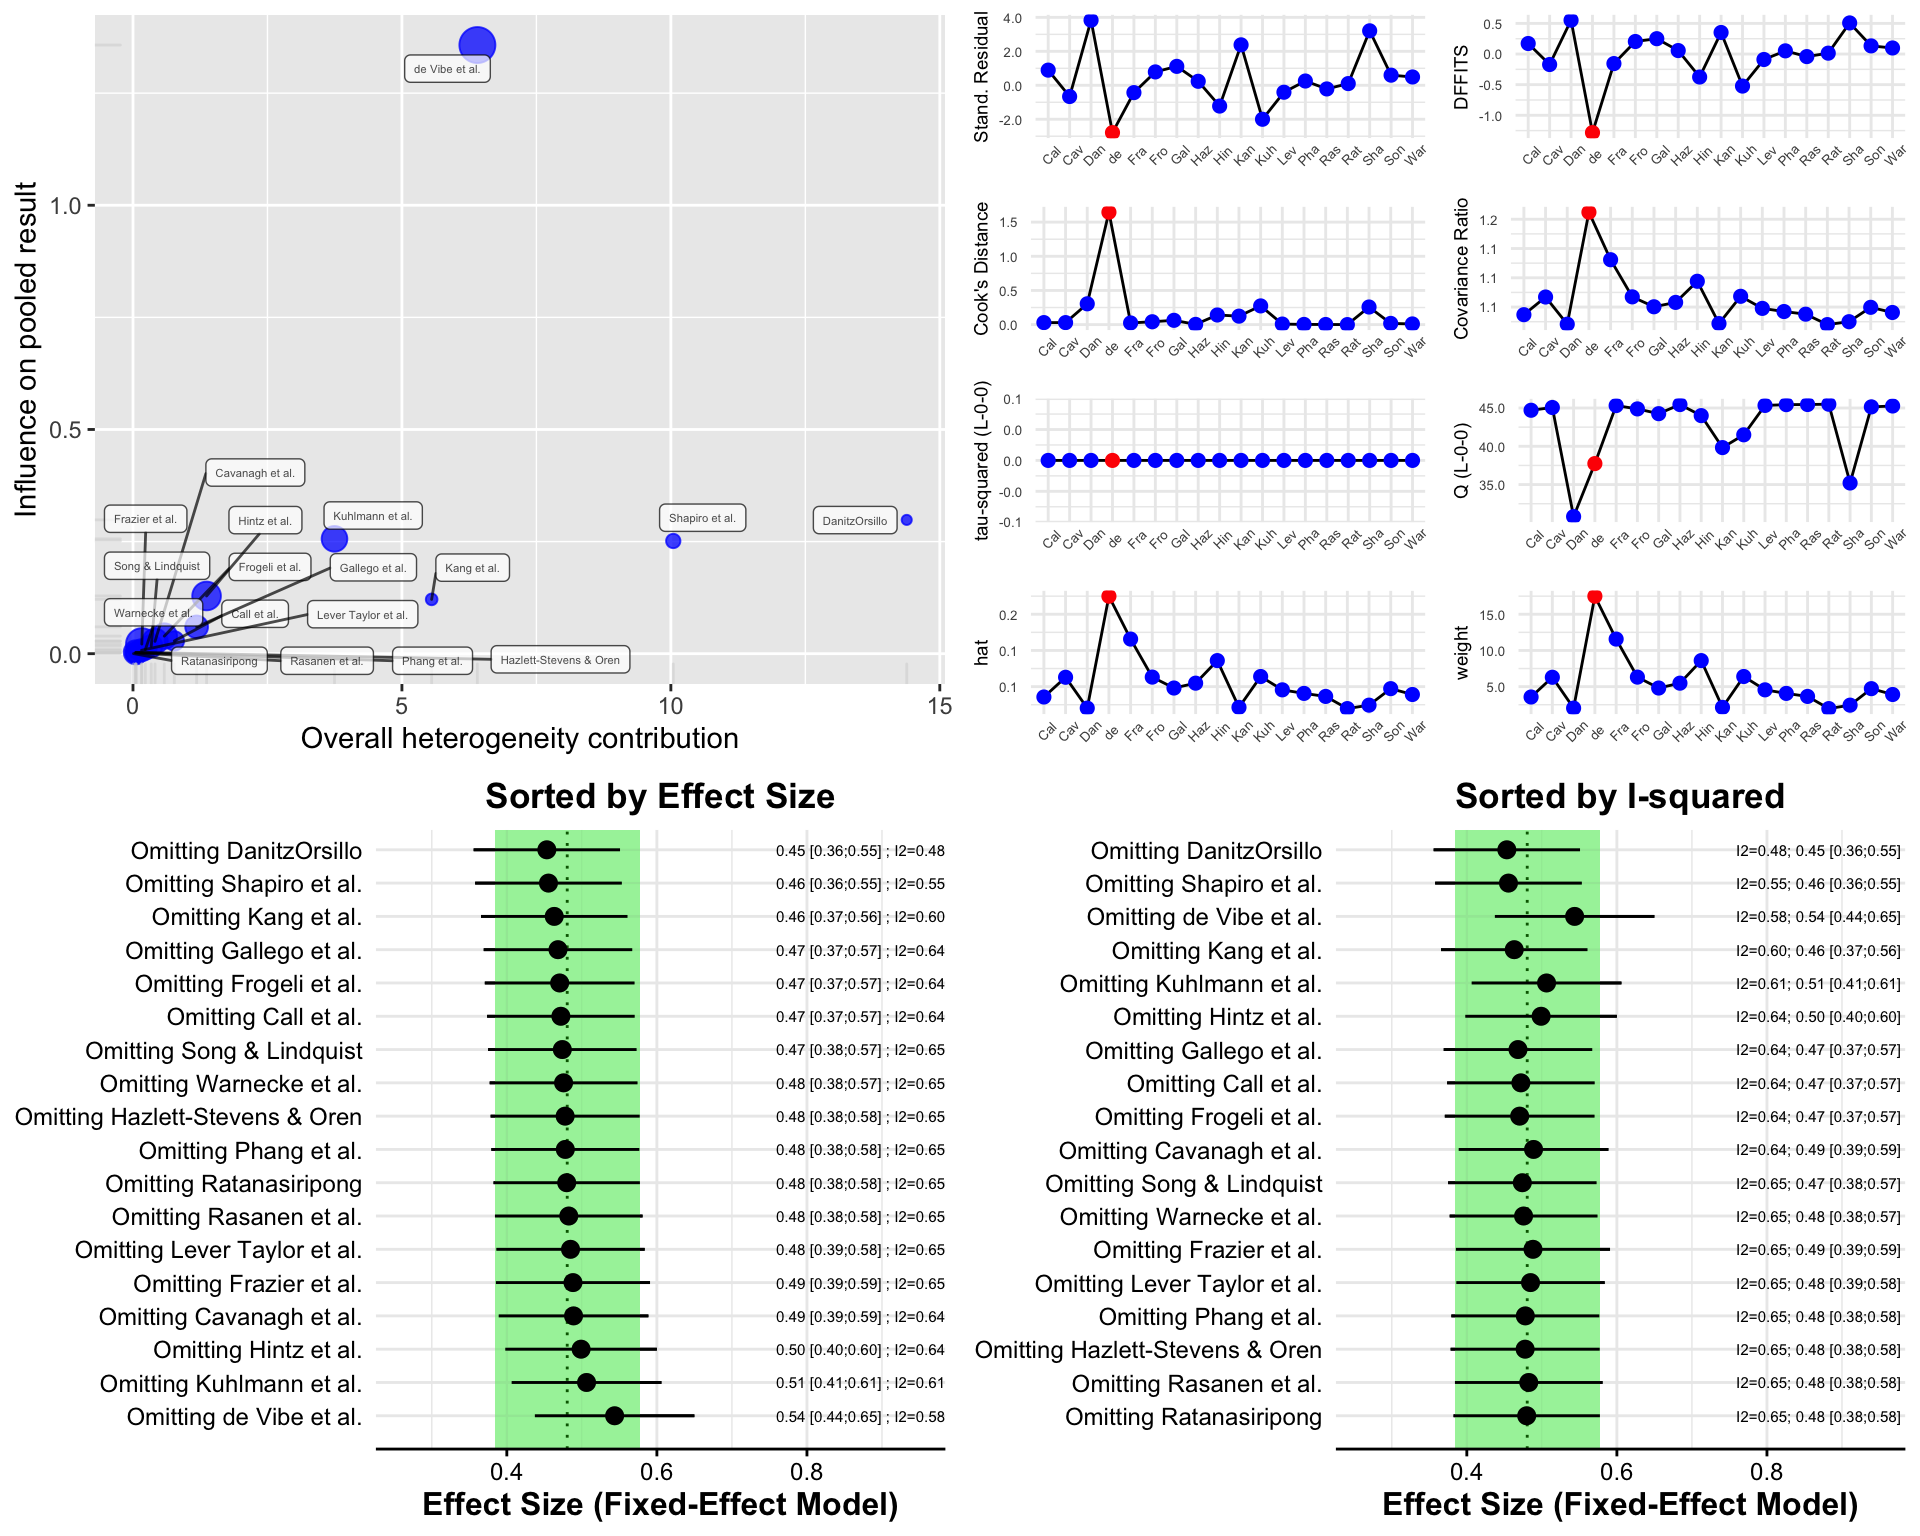 Influence on pooled result
1.0
0.5
0.0
de Vibe et al.
Cavanagh et al.
Frazier et al.
Hintz et al.
Kuhlmann et al.
Shapiro et al.
DanitzOrsillo
Song & Lindquist
Frogeli et al.
Gallego et al.
Kang et al.
Warnecke et al.
Call et al.
Lever Taylor et al.
Ratanasiripong
Rasanen et al.
Phang et al.
Hazlett-Stevens & Oren
0
5
10
15
Overall heterogeneity contribution
Stand. Residual
4.0
2.0
0.0
-2.0
Cal Cav Dan de Fra Fro Gal Haz Hin Kan Kuh Lev Pha Ras Rat Sha Son War
DFFITS
0.5
0.0
-0.5
-1.0
Cal Cav Dan de Fra Fro Gal Haz Hin Kan Kuh Lev Pha Ras Rat Sha Son War
Cook's Distance
1.5
1.0
0.5
0.0
Cal Cav Dan de Fra Fro Gal Haz Hin Kan Kuh Lev Pha Ras Rat Sha Son War
Covariance Ratio
1.2
1.1
1.1
1.1
Cal Cav Dan de Fra Fro Gal Haz Hin Kan Kuh Lev Pha Ras Rat Sha Son War
tau-squared (L-0-0)
0.1
0.0
0.0
-0.0
-0.1
Cal Cav Dan de Fra Fro Gal Haz Hin Kan Kuh Lev Pha Ras Rat Sha Son War
Q (L-0-0)
45.0
40.0
35.0
Cal Cav Dan de Fra Fro Gal Haz Hin Kan Kuh Lev Pha Ras Rat Sha Son War
hat
0.2
0.1
0.1
Cal Cav Dan de Fra Fro Gal Haz Hin Kan Kuh Lev Pha Ras Rat Sha Son War
weight
15.0
10.0
5.0
Cal Cav Dan de Fra Fro Gal Haz Hin Kan Kuh Lev Pha Ras Rat Sha Son War
Sorted by Effect Size
Omitting DanitzOrsillo 0.45 [0.36;0.55] ; I2=0.48
Omitting Shapiro et al. 0.46 [0.36;0.55] ; I2=0.55
Omitting Kang et al. 0.46 [0.37;0.56] ; I2=0.60
Omitting Gallego et al. 0.47 [0.37;0.57] ; I2=0.64
Omitting Frogeli et al. 0.47 [0.37;0.57] ; I2=0.64
Omitting Call et al. 0.47 [0.37;0.57] ; I2=0.64
Omitting Song & Lindquist 0.47 [0.38;0.57] ; I2=0.65
Omitting Warnecke et al. 0.48 [0.38;0.57] ; I2=0.65
Omitting Hazlett-Stevens & Oren 0.48 [0.38;0.58] ; I2=0.65
Omitting Phang et al. 0.48 [0.38;0.58] ; I2=0.65
Omitting Ratanasiripong 0.48 [0.38;0.58] ; I2=0.65
Omitting Rasanen et al. 0.48 [0.38;0.58] ; I2=0.65
Omitting Lever Taylor et al. 0.48 [0.39;0.58] ; I2=0.65
Omitting Frazier et al. 0.49 [0.39;0.59] ; I2=0.65
Omitting Cavanagh et al. 0.49 [0.39;0.59] ; I2=0.64
Omitting Hintz et al. 0.50 [0.40;0.60] ; I2=0.64
Omitting Kuhlmann et al. 0.51 [0.41;0.61] ; I2=0.61
Omitting de Vibe et al. 0.54 [0.44;0.65] ; I2=0.58
0.4 0.6 0.8
Effect Size (Fixed-Effect Model)
Sorted by I-squared
Omitting DanitzOrsillo I2=0.48; 0.45 [0.36;0.55]
Omitting Shapiro et al. I2=0.55; 0.46 [0.36;0.55]
Omitting de Vibe et al. I2=0.58; 0.54 [0.44;0.65]
Omitting Kang et al. I2=0.60; 0.46 [0.37;0.56]
Omitting Kuhlmann et al. I2=0.61; 0.51 [0.41;0.61]
Omitting Hintz et al. I2=0.64; 0.50 [0.40;0.60]
Omitting Gallego et al. I2=0.64; 0.47 [0.37;0.57]
Omitting Call et al. I2=0.64; 0.47 [0.37;0.57]
Omitting Frogeli et al. I2=0.64; 0.47 [0.37;0.57]
Omitting Cavanagh et al. I2=0.64; 0.49 [0.39;0.59]
Omitting Song & Lindquist I2=0.65; 0.47 [0.38;0.57]
Omitting Warnecke et al. I2=0.65; 0.48 [0.38;0.57]
Omitting Frazier et al. I2=0.65; 0.49 [0.39;0.59]
Omitting Lever Taylor et al. I2=0.65; 0.48 [0.39;0.58]
Omitting Phang et al. I2=0.65; 0.48 [0.38;0.58]
Omitting Hazlett-Stevens & Oren I2=0.65; 0.48 [0.38;0.58]
Omitting Rasanen et al. I2=0.65; 0.48 [0.38;0.58]
Omitting Ratanasiripong I2=0.65; 0.48 [0.38;0.58]
0.4 0.6 0.8
Effect Size (Fixed-Effect Model)